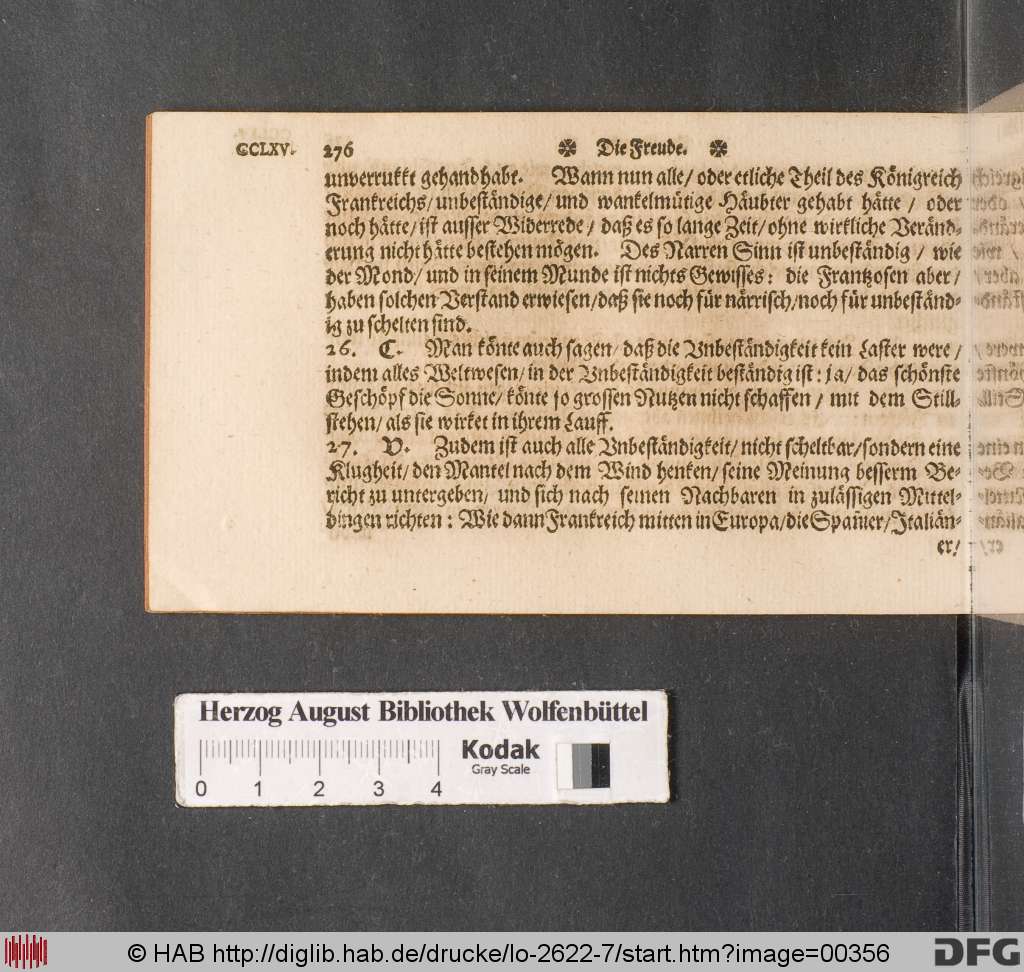 CCLXV. 276 ✽ Die Freude. ✽
unverrukkt gehandhabt. Wann nun alle/ oder etliche Theil des Königreich
Frankreichs/ unbeständige/ und wankelmütige Häubter gehabt hätte / oder
noch hätte/ ist ausser Widerrede / daß es so lange Zeit/ ohne wirkliche Veränd-
erung nicht hätte bestehen mögen. Des Narren Sinn ist unbeständig / wie
der Mond/ und in seinem Munde ist nichts Gewisses: die Frantzosen aber/
haben solchen Verstand erwiesen/ daß sie noch für närrisch/ noch für unbeständ-
ig zu schelten sind.
26. C. Man könte auch sagen/ daß die Vnbeständigkeit kein Laster were/
indem alles Weltwesen/ in der Vnbeständigkeit beständig ist: ja/ das schönste
Geschöpf die Sonne/ könte so grossen Nutzen nicht schaffen / mit dem Still-
stehen/ als sie wirket in ihrem Lauff.
27. V. Zudem ist auch alle Vnbeständigkeit/ nicht scheltbar/ sondern eine
Klugheit/ den Mantel nach dem Wind henken/ seine Meinung besserm Be-
richt zu untergeben/ und sich nach seinen Nachbaren in zulässigen Mittel-
dingen richten: Wie dann Frankreich mitten in Europa/ die Spanier/ Italiän-
er/
Herzog August Bibliothek Wolfenbüttel
Kodak
Gray Scale
0 1 2 3 4
© HAB http://diglib.hab.de/drucke/lo-2622-7/start.htm?image=00356
DFG